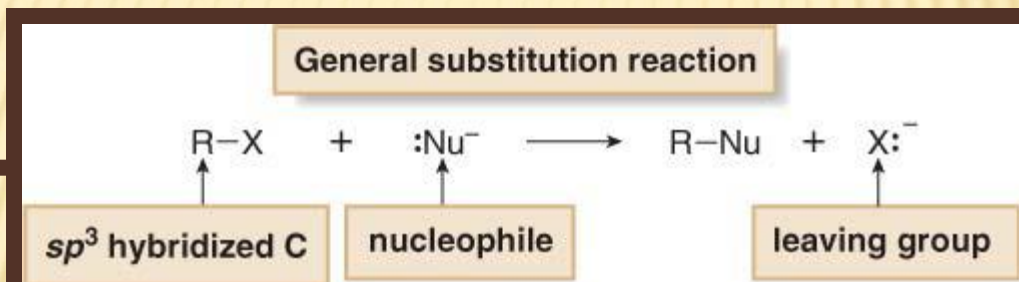 General substitution reaction
R–X + :Nu⁻ ⟶ R–Nu + X:⁻
sp³ hybridized C nucleophile leaving group